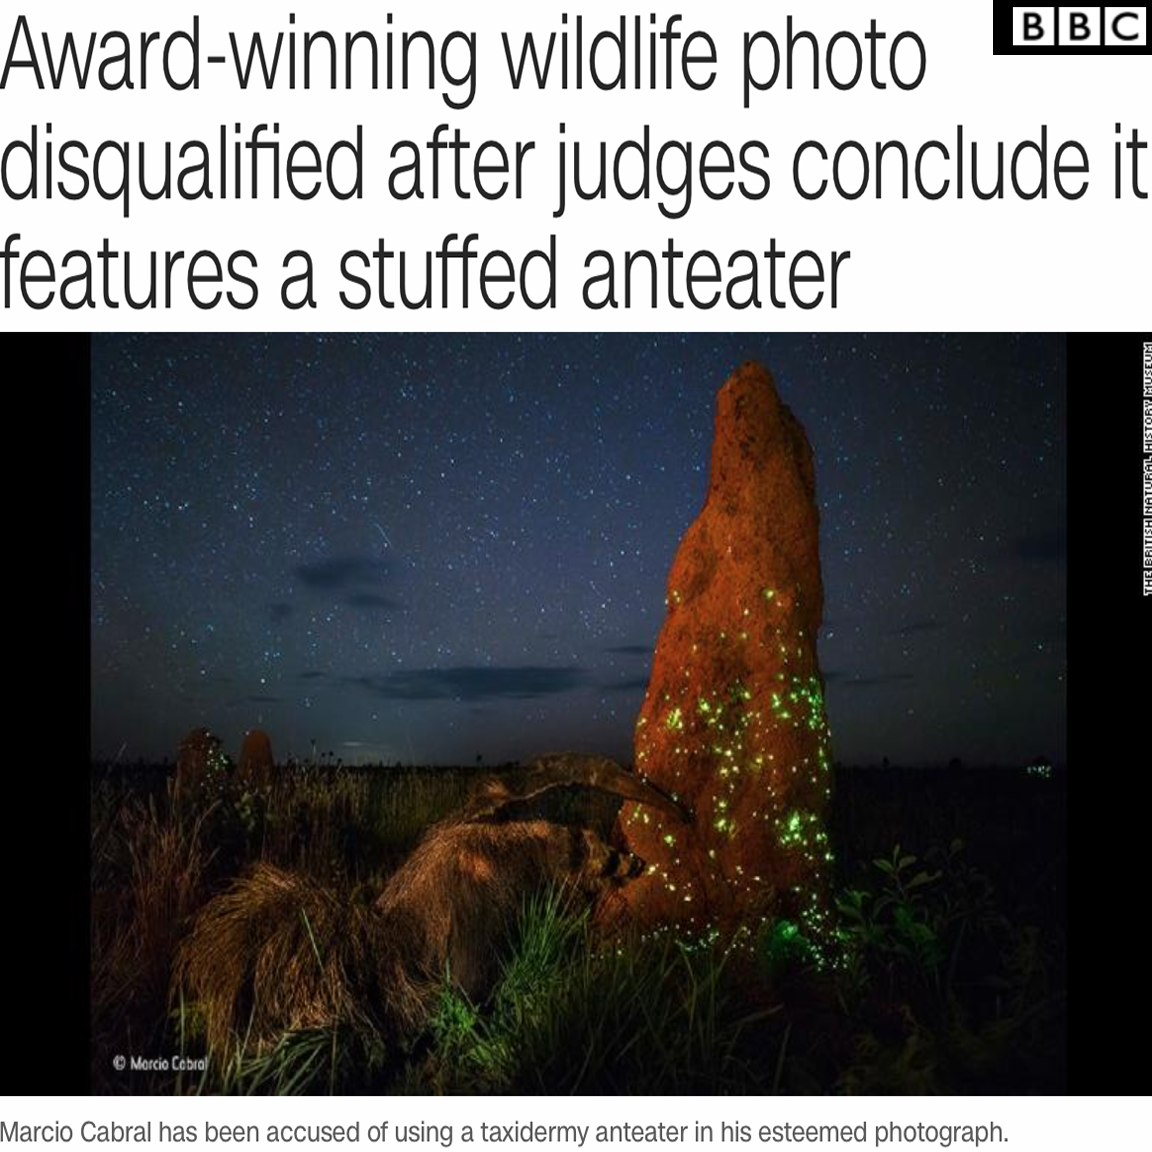 BBC
Award-winning wildlife photo
disqualified after judges conclude it
features a stuffed anteater
THE BRITISH NATURAL HISTORY MUSEUM
© Marcio Cabral
Marcio Cabral has been accused of using a taxidermy anteater in his esteemed photograph.